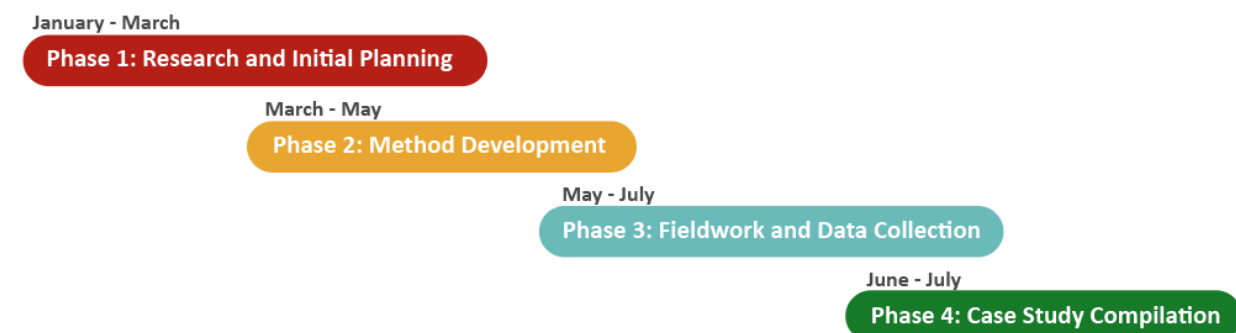 January - March
Phase 1: Research and Initial Planning
March - May
Phase 2: Method Development
May - July
Phase 3: Fieldwork and Data Collection
June - July
Phase 4: Case Study Compilation